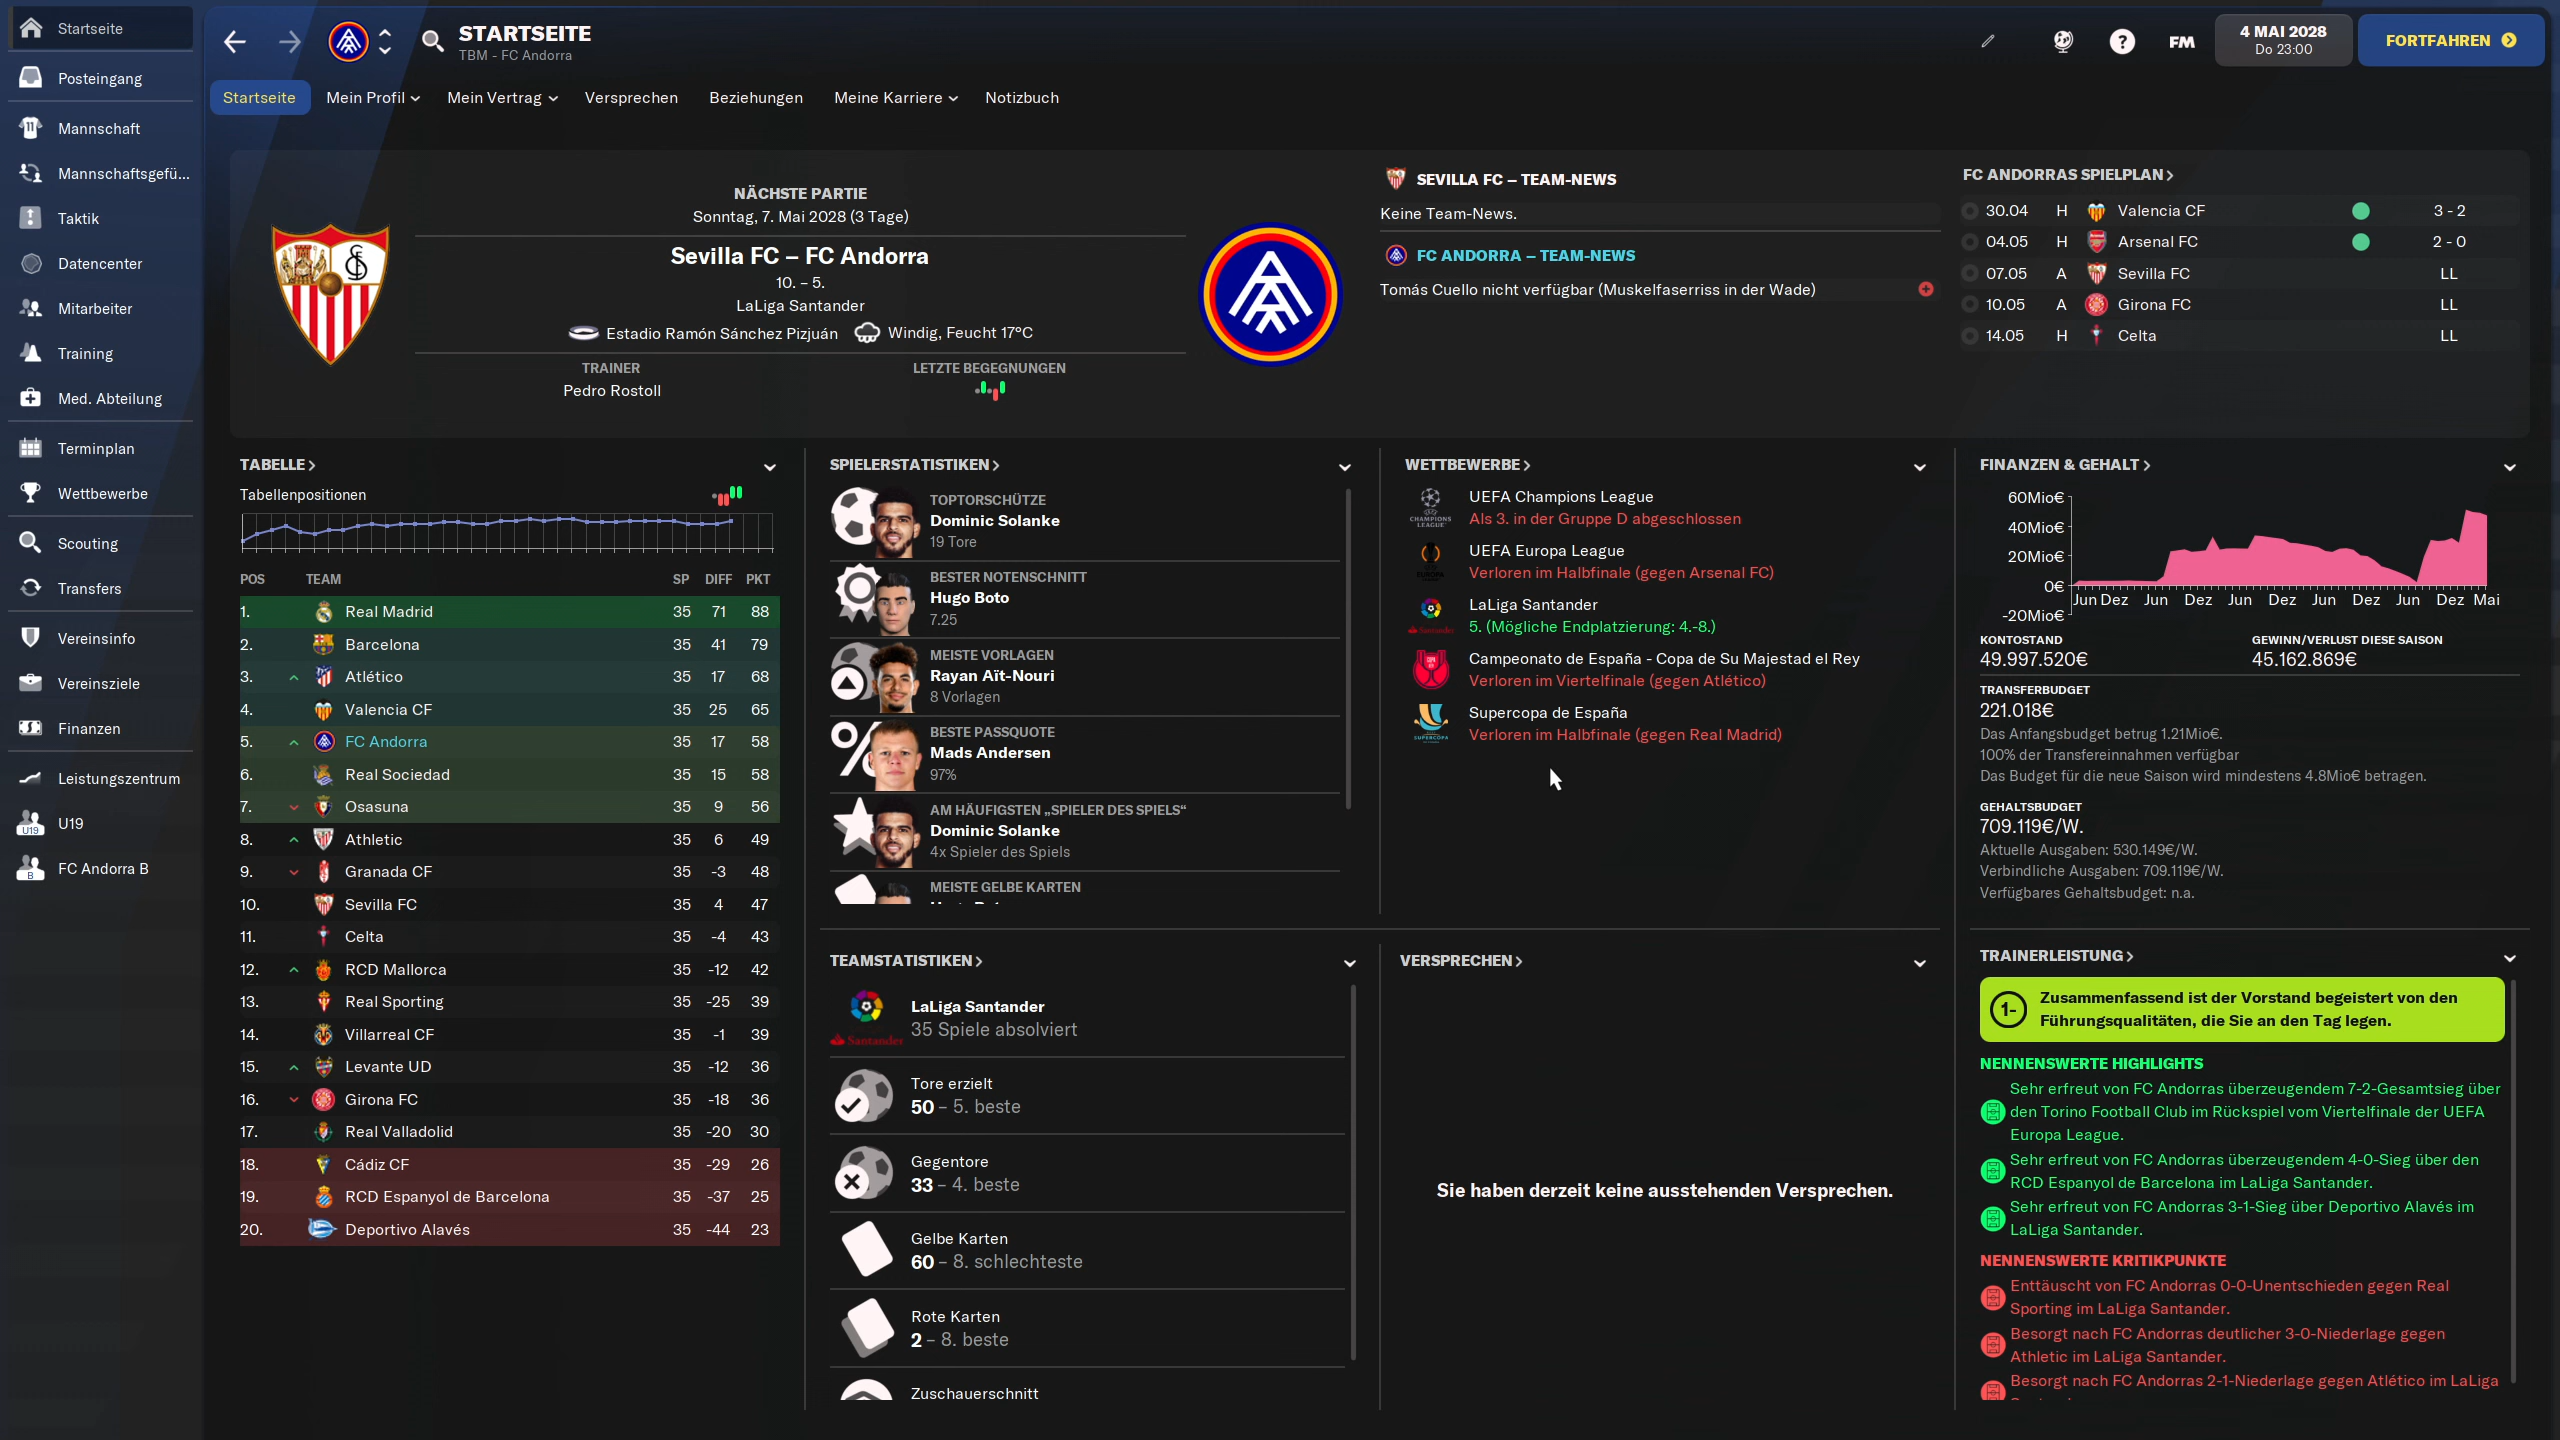 Startseite
Posteingang
Mannschaft
Mannschaftsgefü...
Taktik
Datencenter
Mitarbeiter
Training
Med. Abteilung
Terminplan
Wettbewerbe
Scouting
Transfers
Vereinsinfo
Vereinsziele
Finanzen
Leistungszentrum
U19
FC Andorra B
STARTSEITE
TBM - FC Andorra
FM
4 MAI 2028
Do 23:00
FORTFAHREN
Startseite Mein Profil Mein Vertrag Versprechen Beziehungen Meine Karriere Notizbuch
NÄCHSTE PARTIE
Sonntag, 7. Mai 2028 (3 Tage)
Sevilla FC – FC Andorra
10. – 5.
LaLiga Santander
Estadio Ramón Sánchez Pizjuán Windig, Feucht 17°C
TRAINER
Pedro Rostoll
LETZTE BEGEGNUNGEN
SEVILLA FC – TEAM-NEWS
Keine Team-News.
FC ANDORRA – TEAM-NEWS
Tomás Cuello nicht verfügbar (Muskelfaserriss in der Wade)
FC ANDORRAS SPIELPLAN
30.04 H Valencia CF 3 - 2
04.05 H Arsenal FC 2 - 0
07.05 A Sevilla FC LL
10.05 A Girona FC LL
14.05 H Celta LL
TABELLE
Tabellenpositionen
POS TEAM SP DIFF PKT
1. Real Madrid 35 71 88
2. Barcelona 35 41 79
3. Atlético 35 17 68
4. Valencia CF 35 25 65
5. FC Andorra 35 17 58
6. Real Sociedad 35 15 58
7. Osasuna 35 9 56
8. Athletic 35 6 49
9. Granada CF 35 -3 48
10. Sevilla FC 35 4 47
11. Celta 35 -4 43
12. RCD Mallorca 35 -12 42
13. Real Sporting 35 -25 39
14. Villarreal CF 35 -1 39
15. Levante UD 35 -12 36
16. Girona FC 35 -18 36
17. Real Valladolid 35 -20 30
18. Cádiz CF 35 -29 26
19. RCD Espanyol de Barcelona 35 -37 25
20. Deportivo Alavés 35 -44 23
SPIELERSTATISTIKEN
TOPTORSCHÜTZE
Dominic Solanke
19 Tore
BESTER NOTENSCHNITT
Hugo Boto
7.25
MEISTE VORLAGEN
Rayan Aït-Nouri
8 Vorlagen
BESTE PASSQUOTE
Mads Andersen
97%
AM HÄUFIGSTEN „SPIELER DES SPIELS“
Dominic Solanke
4x Spieler des Spiels
MEISTE GELBE KARTEN
WETTBEWERBE
UEFA Champions League
Als 3. in der Gruppe D abgeschlossen
UEFA Europa League
Verloren im Halbfinale (gegen Arsenal FC)
LaLiga Santander
5. (Mögliche Endplatzierung: 4.-8.)
Campeonato de España - Copa de Su Majestad el Rey
Verloren im Viertelfinale (gegen Atlético)
Supercopa de España
Verloren im Halbfinale (gegen Real Madrid)
FINANZEN & GEHALT
60Mio€
40Mio€
20Mio€
0€
-20Mio€
Jun Dez Jun Dez Jun Dez Jun Dez Jun Dez Mai
KONTOSTAND
49.997.520€
GEWINN/VERLUST DIESE SAISON
45.162.869€
TRANSFERBUDGET
221.018€
Das Anfangsbudget betrug 1.21Mio€.
100% der Transfereinnahmen verfügbar
Das Budget für die neue Saison wird mindestens 4.8Mio€ betragen.
GEHALTSBUDGET
709.119€/W.
Aktuelle Ausgaben: 530.149€/W.
Verbindliche Ausgaben: 709.119€/W.
Verfügbares Gehaltsbudget: n.a.
TEAMSTATISTIKEN
LaLiga Santander
35 Spiele absolviert
Tore erzielt
50 – 5. beste
Gegentore
33 – 4. beste
Gelbe Karten
60 – 8. schlechteste
Rote Karten
2 – 8. beste
Zuschauerschnitt
VERSPRECHEN
Sie haben derzeit keine ausstehenden Versprechen.
TRAINERLEISTUNG
1-
Zusammenfassend ist der Vorstand begeistert von den
Führungsqualitäten, die Sie an den Tag legen.
NENNENSWERTE HIGHLIGHTS
Sehr erfreut von FC Andorras überzeugendem 7-2-Gesamtsieg über
den Torino Football Club im Rückspiel vom Viertelfinale der UEFA
Europa League.
Sehr erfreut von FC Andorras überzeugendem 4-0-Sieg über den
RCD Espanyol de Barcelona im LaLiga Santander.
Sehr erfreut von FC Andorras 3-1-Sieg über Deportivo Alavés im
LaLiga Santander.
NENNENSWERTE KRITIKPUNKTE
Enttäuscht von FC Andorras 0-0-Unentschieden gegen Real
Sporting im LaLiga Santander.
Besorgt nach FC Andorras deutlicher 3-0-Niederlage gegen
Athletic im LaLiga Santander.
Besorgt nach FC Andorras 2-1-Niederlage gegen Atlético im LaLiga